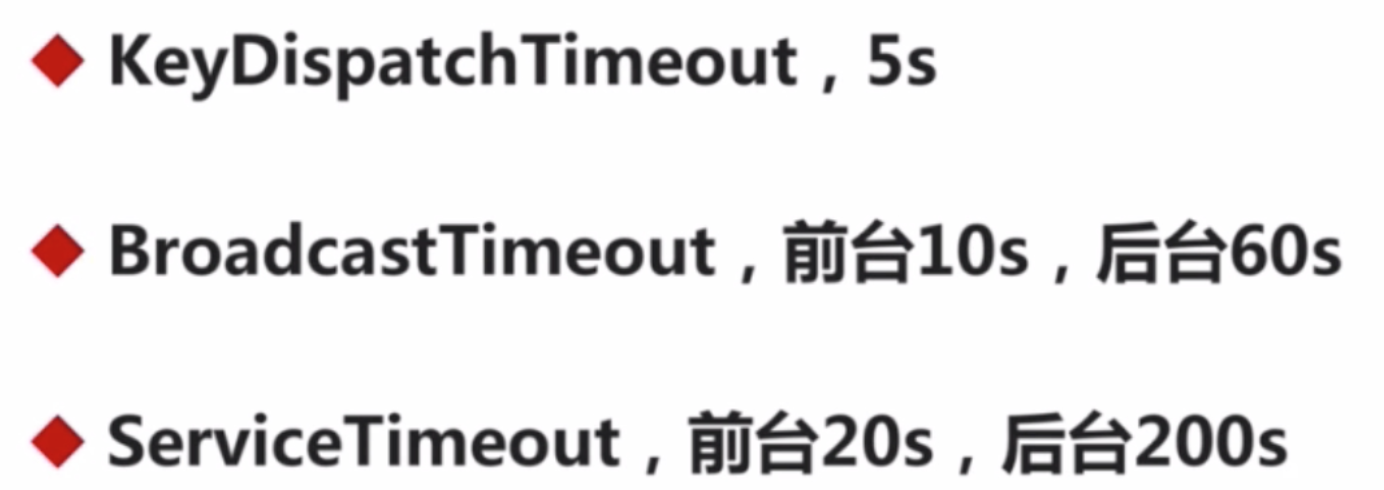 KeyDispatchTimeout，5s
BroadcastTimeout，前台10s，后台60s
ServiceTimeout，前台20s，后台200s